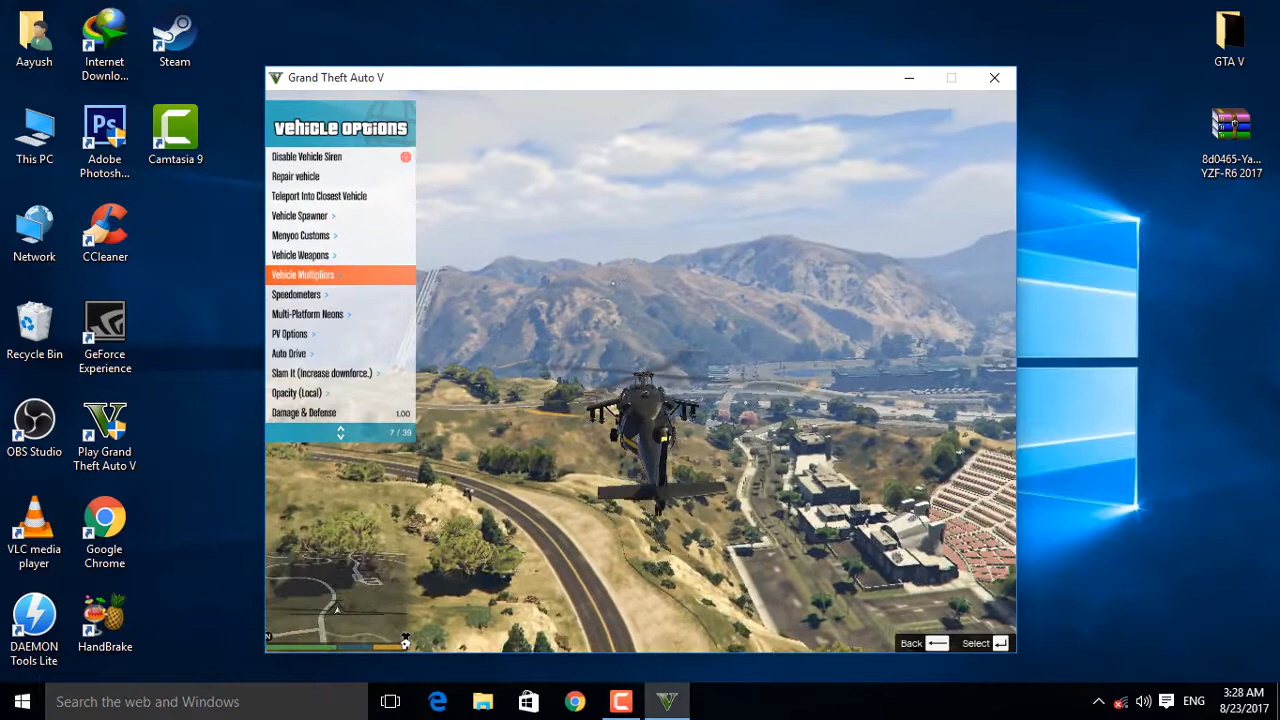 Aayush
Internet
Downlo...
Steam
This PC
Adobe
Photosh...
Camtasia 9
Network
CCleaner
Recycle Bin
GeForce
Experience
OBS Studio
Play Grand
Theft Auto V
VLC media
player
Google
Chrome
DAEMON
Tools Lite
HandBrake
GTA V
8d0465-Ya...
YZF-R6 2017
Grand Theft Auto V
Vehicle Options
Disable Vehicle Siren
Repair vehicle
Teleport Into Closest Vehicle
Vehicle Spawner >
Menyoo Customs >
Vehicle Weapons >
Vehicle Multipliers >
Speedometers >
Multi-Platform Neons >
PV Options >
Auto Drive >
Slam It (Increase downforce.) >
Opacity (Local) >
Damage & Defense 1.00
7 / 39
N
Back Select
Search the web and Windows
ENG
3:28 AM
8/23/2017